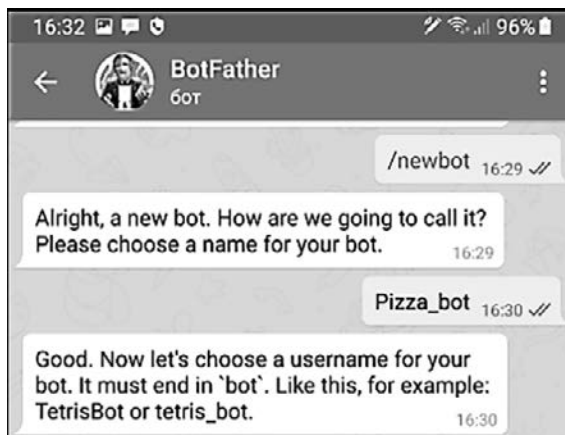 16:32 96%
BotFather
бот
/newbot 16:29
Alright, a new bot. How are we going to call it?
Please choose a name for your bot. 16:29
Pizza_bot 16:30
Good. Now let's choose a username for your
bot. It must end in `bot`. Like this, for example:
TetrisBot or tetris_bot. 16:30